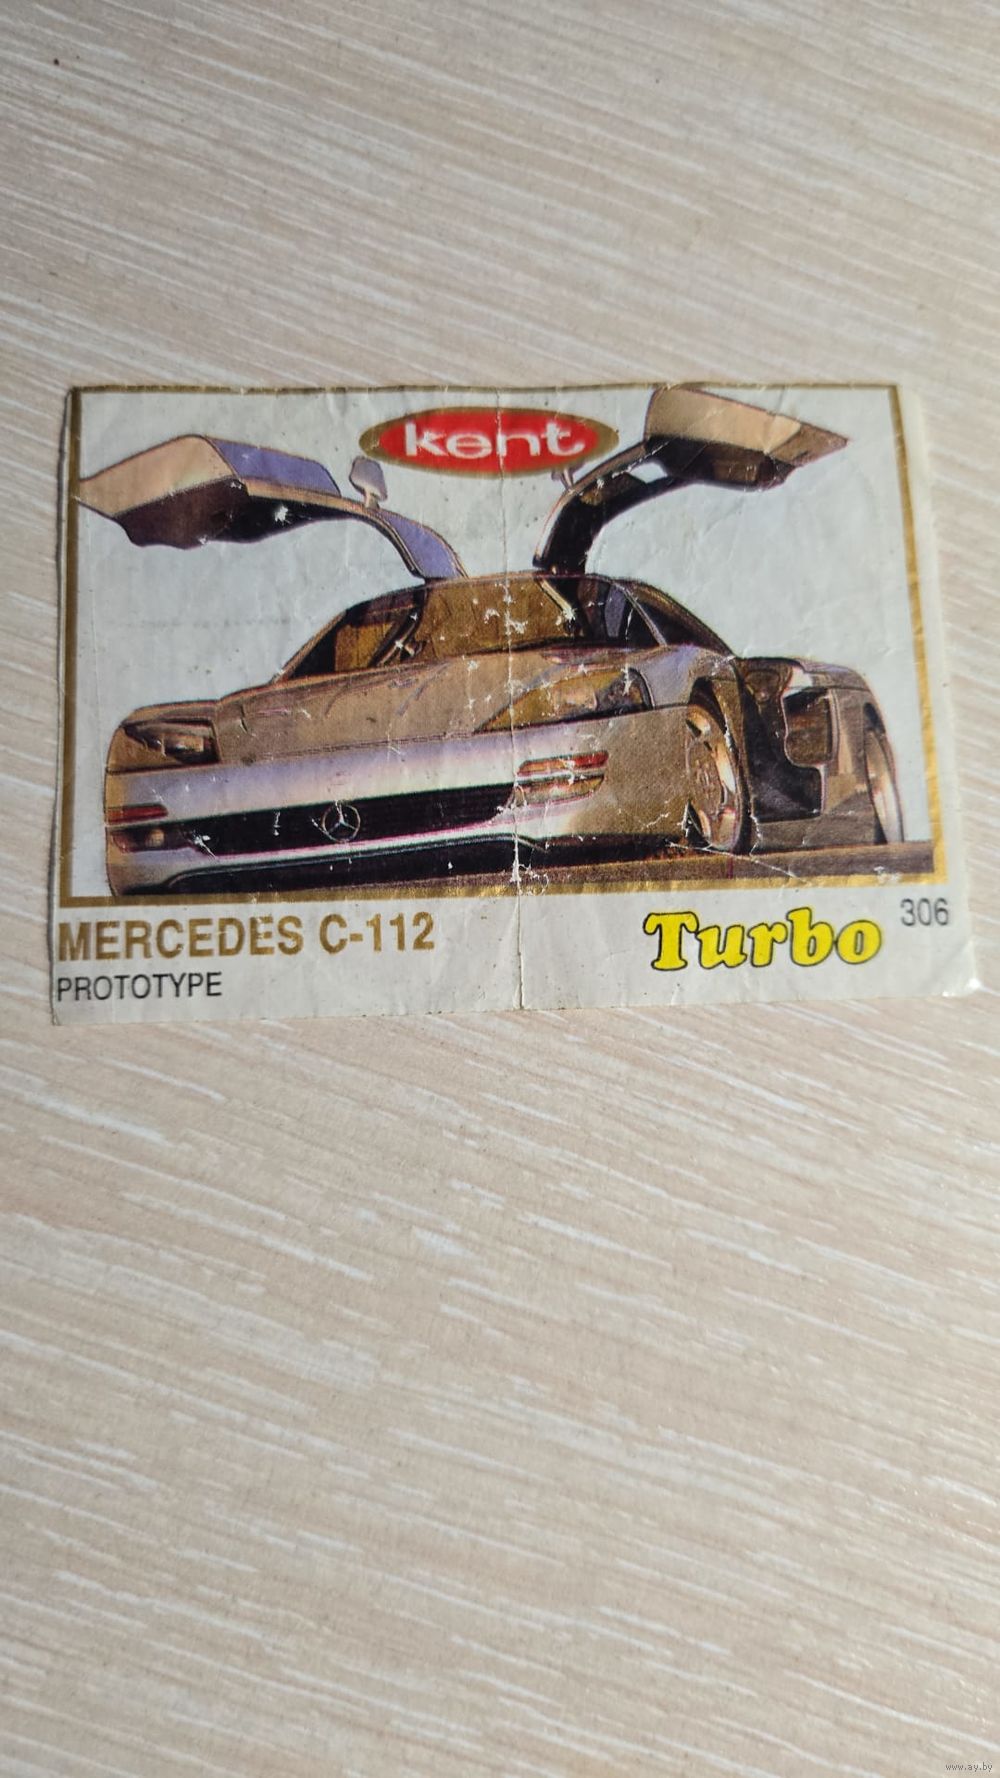 kent
MERCEDES C-112
PROTOTYPE
Turbo
306
www.ay.by